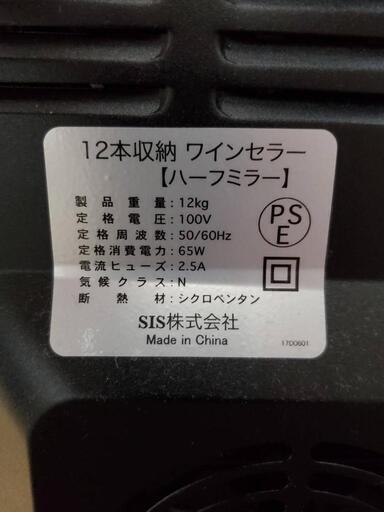 12本収納 ワインセラー
【ハーフミラー】
製品重量:12kg
定格電圧:100V
定格周波数:50/60Hz
定格消費電力:65W
電流ヒューズ:2.5A
気候クラス:N
断熱材:シクロペンタン
PS
E
SIS株式会社
Made in China
17D0601